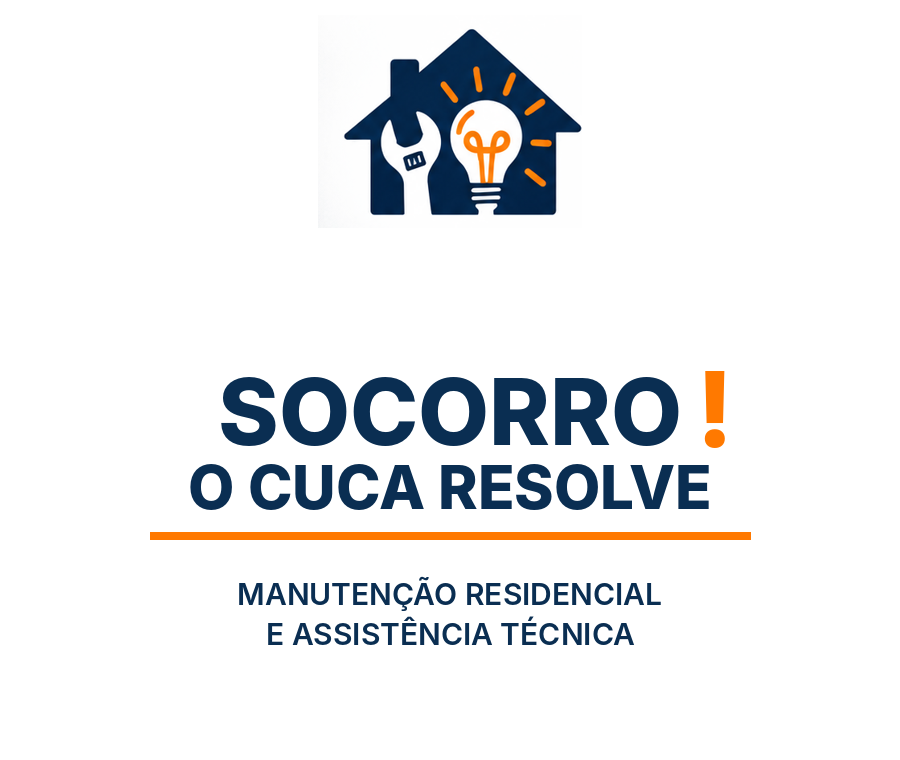 SOCORRO!
O CUCA RESOLVE
MANUTENÇÃO RESIDENCIAL
E ASSISTÊNCIA TÉCNICA